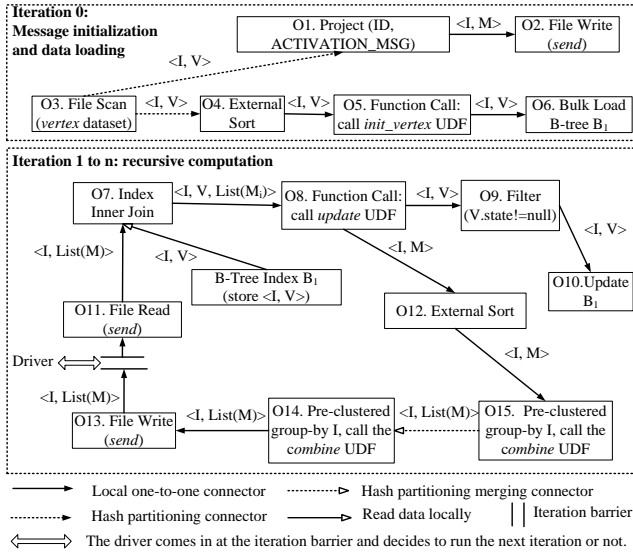 Iteration 0:
Message initialization
and data loading
O1. Project (ID,
ACTIVATION_MSG)
<I, M>
O2. File Write
(send)
<I, V>
O3. File Scan
(vertex dataset)
<I, V>
O4. External
Sort
<I, V>
O5. Function Call:
call init_vertex UDF
<I, V>
O6. Bulk Load
B-tree B1
Iteration 1 to n: recursive computation
O7. Index
Inner Join
<I, V, List(Mi)>
O8. Function Call:
call update UDF
<I, V>
O9. Filter
(V.state!=null)
<I, List(M)>
<I, V>
<I, M>
<I, V>
B-Tree Index B1
(store <I, V>)
O10.Update
B1
O11. File Read
(send)
O12. External Sort
Driver
<I, M>
<I, List(M)>
O13. File Write
(send)
<I, List(M)>
O14. Pre-clustered
group-by I, call the
combine UDF
<I, List(M)>
O15. Pre-clustered
group-by I, call the
combine UDF
Local one-to-one connector
Hash partitioning merging connector
Hash partitioning connector
Read data locally
Iteration barrier
The driver comes in at the iteration barrier and decides to run the next iteration or not.